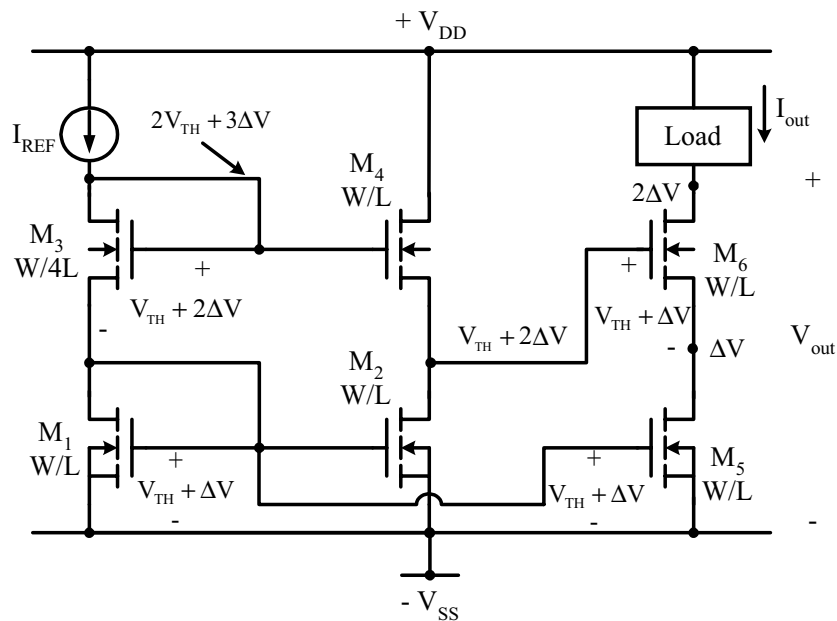 + V_DD
I_REF
2V_TH + 3ΔV
M_4
W/L
Load
I_out
+
2ΔV
M_3
W/4L
+
V_TH + 2ΔV
-
+
M_6
W/L
V_TH + ΔV
-
V_TH + 2ΔV
ΔV
V_out
M_2
W/L
M_1
W/L
+
V_TH + ΔV
-
+
V_TH + ΔV
-
M_5
W/L
-
- V_SS